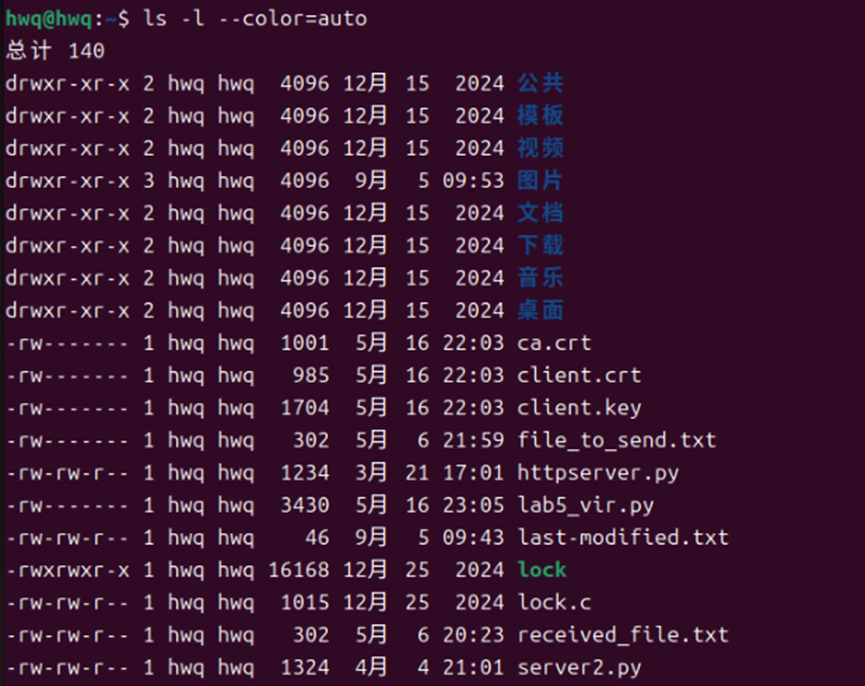 hwq@hwq:~$ ls -l --color=auto
总计 140
drwxr-xr-x 2 hwq hwq  4096 12月 15  2024 公共
drwxr-xr-x 2 hwq hwq  4096 12月 15  2024 模板
drwxr-xr-x 2 hwq hwq  4096 12月 15  2024 视频
drwxr-xr-x 3 hwq hwq  4096  9月  5 09:53 图片
drwxr-xr-x 2 hwq hwq  4096 12月 15  2024 文档
drwxr-xr-x 2 hwq hwq  4096 12月 15  2024 下载
drwxr-xr-x 2 hwq hwq  4096 12月 15  2024 音乐
drwxr-xr-x 2 hwq hwq  4096 12月 15  2024 桌面
-rw------- 1 hwq hwq  1001  5月 16 22:03 ca.crt
-rw------- 1 hwq hwq   985  5月 16 22:03 client.crt
-rw------- 1 hwq hwq  1704  5月 16 22:03 client.key
-rw------- 1 hwq hwq   302  5月  6 21:59 file_to_send.txt
-rw-rw-r-- 1 hwq hwq  1234  3月 21 17:01 httpserver.py
-rw------- 1 hwq hwq  3430  5月 16 23:05 lab5_vir.py
-rw-rw-r-- 1 hwq hwq    46  9月  5 09:43 last-modified.txt
-rwxrwxr-x 1 hwq hwq 16168 12月 25  2024 lock
-rw-rw-r-- 1 hwq hwq  1015 12月 25  2024 lock.c
-rw-rw-r-- 1 hwq hwq   302  5月  6 20:23 received_file.txt
-rw-rw-r-- 1 hwq hwq  1324  4月  4 21:01 server2.py